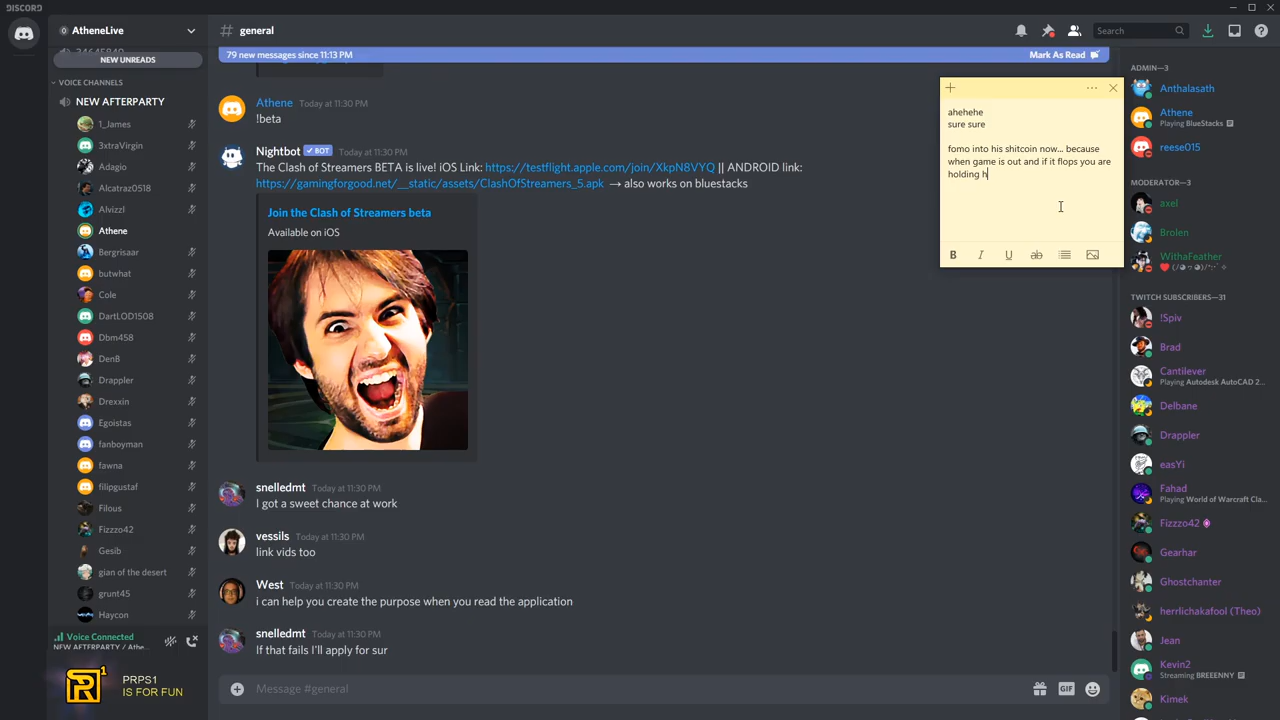 DISCORD
AtheneLive
34645840
NEW UNREADS
VOICE CHANNELS
NEW AFTERPARTY
1_James
3xtraVirgin
Adagio
Alcatraz0518
Alvizzl
Athene
Bergrisaar
butwhat
Cole
DartLOD1508
Dbm458
DenB
Drappler
Drexxin
Egoistas
fanboyman
fawna
filipgustaf
Filous
Fizzzo42
Gesib
gian of the desert
grunt45
Haycon
Voice Connected
NEW AFTERPARTY / Athe...
PRPS1
IS FOR FUN
# general
Search
79 new messages since 11:13 PM
Mark As Read
Athene Today at 11:30 PM
!beta
Nightbot BOT Today at 11:30 PM
The Clash of Streamers BETA is live! iOS Link: https://testflight.apple.com/join/XkpN8VYQ || ANDROID link:
https://gamingforgood.net/__static/assets/ClashOfStreamers_5.apk → also works on bluestacks
Join the Clash of Streamers beta
Available on iOS
snelledmt Today at 11:30 PM
I got a sweet chance at work
vessils Today at 11:30 PM
link vids too
West Today at 11:30 PM
i can help you create the purpose when you read the application
snelledmt Today at 11:30 PM
If that fails I'll apply for sur
Message #general
GIF
ahehehe
sure sure
fomo into his shitcoin now... because
when game is out and if it flops you are
holding h
B I U ab
ADMIN—3
Anthalasath
Athene
Playing BlueStacks
reese015
MODERATOR—3
axel
Brolen
WithaFeather
TWITCH SUBSCRIBERS—31
!Spiv
Brad
Cantilever
Playing Autodesk AutoCAD 2...
Delbane
Drappler
easYi
Fahad
Playing World of Warcraft Cla...
Fizzzo42
Gearhar
Ghostchanter
herrlichakafool (Theo)
Jean
Kevin2
Streaming BREEENNY
Kimek